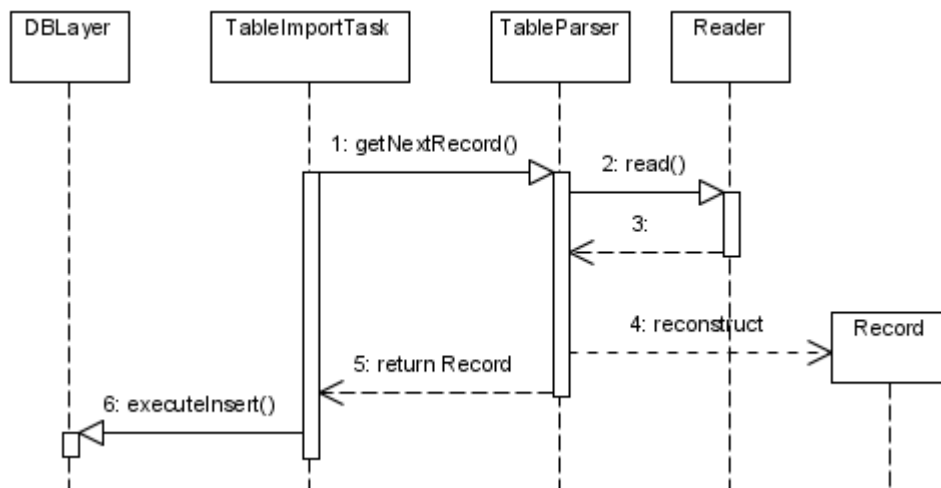 DBLayer
TableImportTask
TableParser
Reader
1: getNextRecord()
2: read()
3:
4: reconstruct
Record
5: return Record
6: executeInsert()